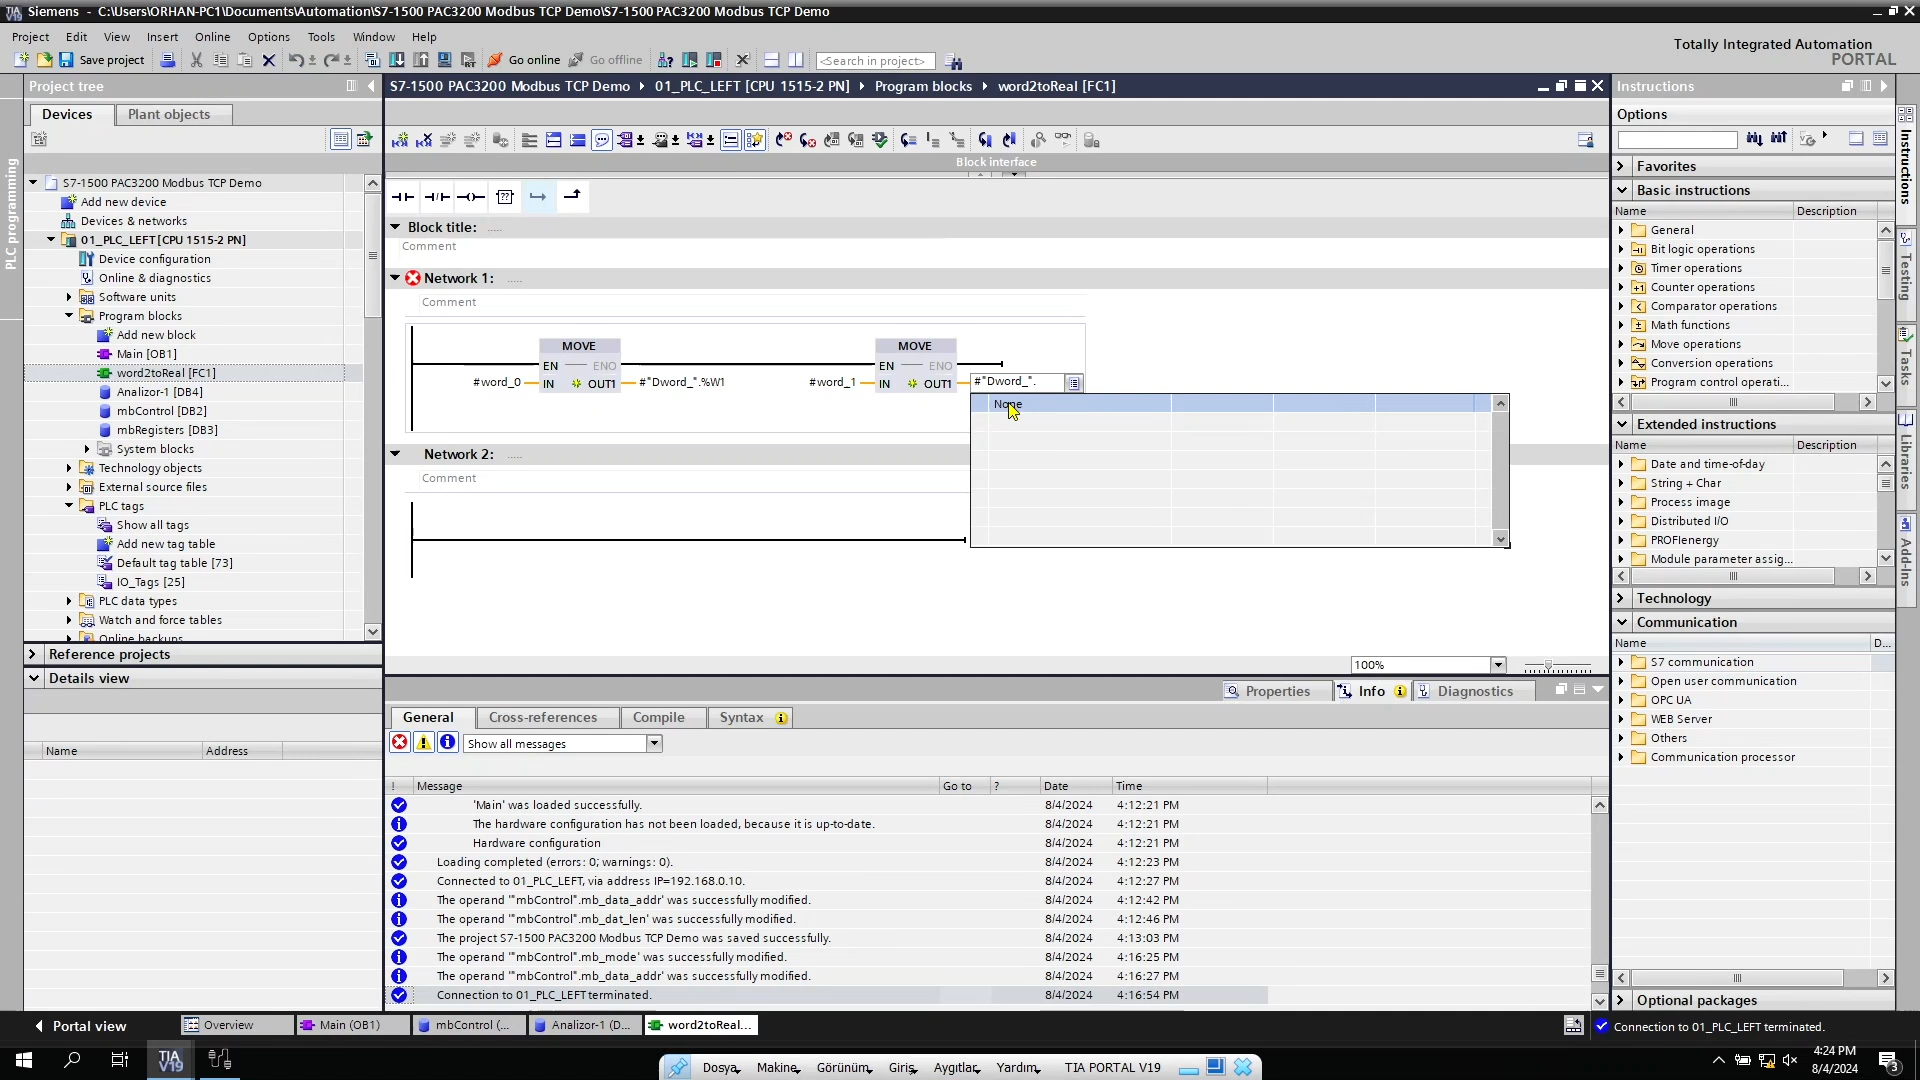 Siemens - C:\Users\ORHAN-PC1\Documents\Automation\S7-1500 PAC3200 Modbus TCP Demo\S7-1500 PAC3200 Modbus TCP Demo
Project Edit View Insert Online Options Tools Window Help
Totally Integrated Automation
PORTAL
Save project
Go online
Go offline
<Search in project>
Project tree
S7-1500 PAC3200 Modbus TCP Demo 01_PLC_LEFT [CPU 1515-2 PN] Program blocks word2toReal [FC1]
Instructions
Devices
Plant objects
Options
PLC programming
Block interface
Favorites
Basic instructions
Name Description
General
Bit logic operations
Timer operations
Counter operations
Comparator operations
Math functions
Move operations
Conversion operations
Program control operati...
Extended instructions
Name Description
Date and time-of-day
String + Char
Process image
Distributed I/O
PROFIenergy
Module parameter assig...
Technology
Communication
Name D...
S7 communication
Open user communication
OPC UA
WEB Server
Others
Communication processor
Optional packages
Instructions
Testing
Tasks
Libraries
Add-Ins
S7-1500 PAC3200 Modbus TCP Demo
Add new device
Devices & networks
01_PLC_LEFT [CPU 1515-2 PN]
Device configuration
Online & diagnostics
Software units
Program blocks
Add new block
Main [OB1]
word2toReal [FC1]
Analizor-1 [DB4]
mbControl [DB2]
mbRegisters [DB3]
System blocks
Technology objects
External source files
PLC tags
Show all tags
Add new tag table
Default tag table [73]
IO_Tags [25]
PLC data types
Watch and force tables
Online backups
Reference projects
Details view
Name Address
Block title: .....
Comment
Network 1: .....
Comment
MOVE
EN ENO
#word_0 IN OUT1 #"Dword_".%W1
MOVE
EN ENO
#word_1 IN OUT1 #"Dword_".
None
Network 2: .....
Comment
100%
Properties
Info
Diagnostics
General
Cross-references
Compile
Syntax
Show all messages
! Message Go to ? Date Time
'Main' was loaded successfully. 8/4/2024 4:12:21 PM
The hardware configuration has not been loaded, because it is up-to-date. 8/4/2024 4:12:21 PM
Hardware configuration 8/4/2024 4:12:21 PM
Loading completed (errors: 0; warnings: 0). 8/4/2024 4:12:23 PM
Connected to 01_PLC_LEFT, via address IP=192.168.0.10. 8/4/2024 4:12:27 PM
The operand '"mbControl".mb_data_addr' was successfully modified. 8/4/2024 4:12:42 PM
The operand '"mbControl".mb_dat_len' was successfully modified. 8/4/2024 4:12:46 PM
The project S7-1500 PAC3200 Modbus TCP Demo was saved successfully. 8/4/2024 4:13:03 PM
The operand '"mbControl".mb_mode' was successfully modified. 8/4/2024 4:16:25 PM
The operand '"mbControl".mb_data_addr' was successfully modified. 8/4/2024 4:16:27 PM
Connection to 01_PLC_LEFT terminated. 8/4/2024 4:16:54 PM
Portal view
Overview
Main (OB1)
mbControl (...
Analizor-1 (D...
word2toReal...
Connection to 01_PLC_LEFT terminated.
TIA
V19
Dosya Makine Görünüm Giriş Aygıtlar Yardım TIA PORTAL V19
4:24 PM
8/4/2024
3